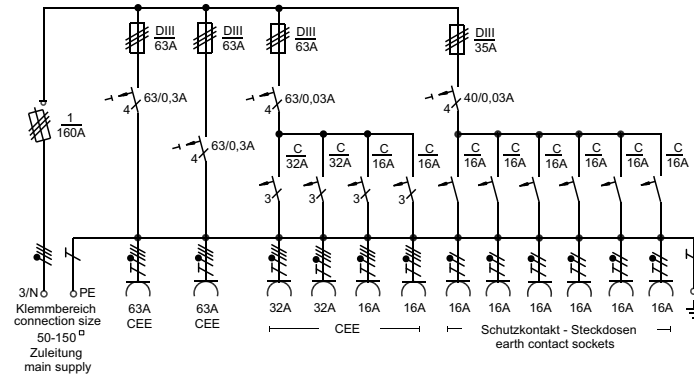 DIII
63A
DIII
63A
DIII
63A
DIII
35A
63/0,3A
4
63/0,03A
4
40/0,03A
4
1
160A
63/0,3A
4
C
32A
C
32A
C
16A
C
16A
C
16A
C
16A
C
16A
C
16A
C
16A
C
16A
3
3
3
3
3/N
PE
63A
CEE
63A
CEE
32A
32A
16A
16A
16A
16A
16A
16A
16A
16A
Klemmbereich
connection size
50-150□
Zuleitung
main supply
CEE
Schutzkontakt - Steckdosen
earth contact sockets